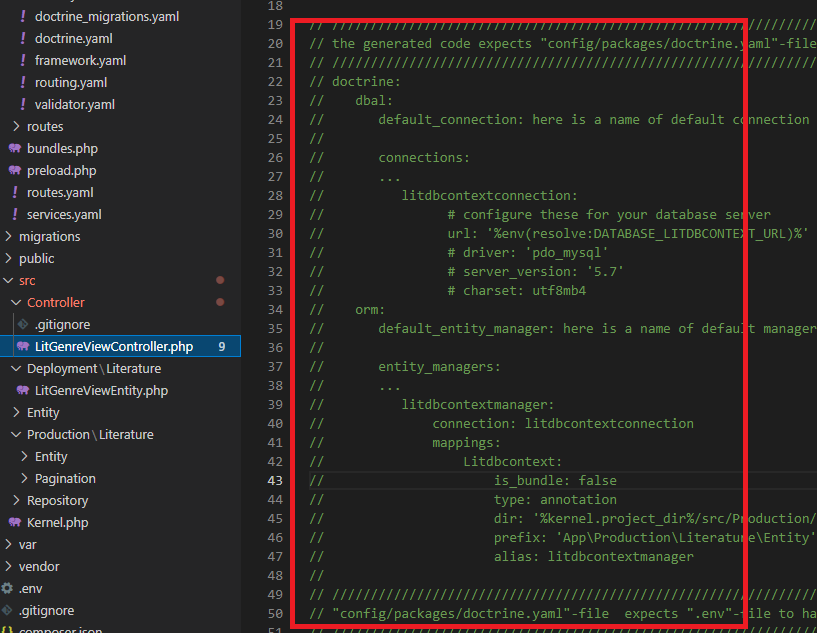 doctrine_migrations.yaml
doctrine.yaml
framework.yaml
routing.yaml
validator.yaml
routes
bundles.php
preload.php
routes.yaml
services.yaml
migrations
public
src
Controller
.gitignore
LitGenreViewController.php 9
Deployment\Literature
LitGenreViewEntity.php
Entity
Production\Literature
Entity
Pagination
Repository
Kernel.php
var
vendor
.env
.gitignore
composer.json
18
19 // ///////////////////////////////////////////////////////////////
20 // the generated code expects "config/packages/doctrine.yaml"-file
21 // ///////////////////////////////////////////////////////////////
22 // doctrine:
23 //    dbal:
24 //       default_connection: here is a name of default connection
25 //
26 //       connections:
27 //       ...
28 //          litdbcontextconnection:
29 //                # configure these for your database server
30 //                url: '%env(resolve:DATABASE_LITDBCONTEXT_URL)%'
31 //                # driver: 'pdo_mysql'
32 //                # server_version: '5.7'
33 //                # charset: utf8mb4
34 //    orm:
35 //       default_entity_manager: here is a name of default manager
36 //
37 //       entity_managers:
38 //       ...
39 //          litdbcontextmanager:
40 //              connection: litdbcontextconnection
41 //              mappings:
42 //                  Litdbcontext:
43 //                      is_bundle: false
44 //                      type: annotation
45 //                      dir: '%kernel.project_dir%/src/Production/
46 //                      prefix: 'App\Production\Literature\Entity'
47 //                      alias: litdbcontextmanager
48 //
49 // ///////////////////////////////////////////////////////////////
50 // "config/packages/doctrine.yaml"-file  expects ".env"-file to ha
51 // ///////////////////////////////////////////////////////////////